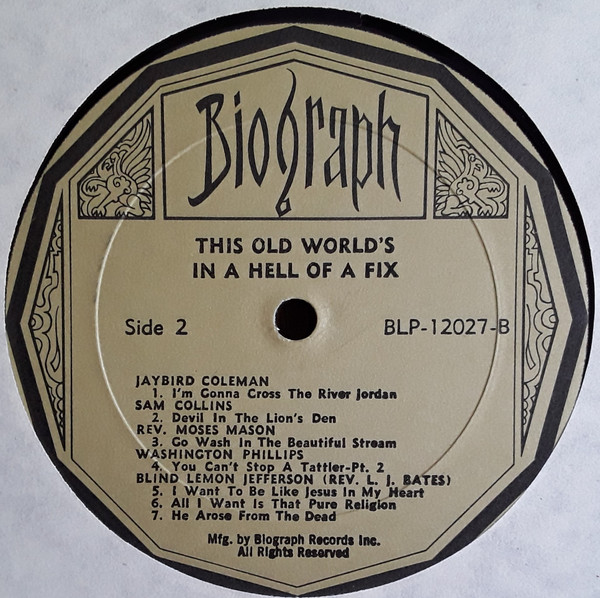 Biograph
THIS OLD WORLD'S
IN A HELL OF A FIX
Side 2
BLP-12027-B
JAYBIRD COLEMAN
1. I'm Gonna Cross The River Jordan
SAM COLLINS
2. Devil In The Lion's Den
REV. MOSES MASON
3. Go Wash In The Beautiful Stream
WASHINGTON PHILLIPS
4. You Can't Stop A Tattler-Pt. 2
BLIND LEMON JEFFERSON (REV. L. J. BATES)
5. I Want To Be Like Jesus In My Heart
6. All I Want Is That Pure Religion
7. He Arose From The Dead
Mfg. by Biograph Records Inc.
All Rights Reserved